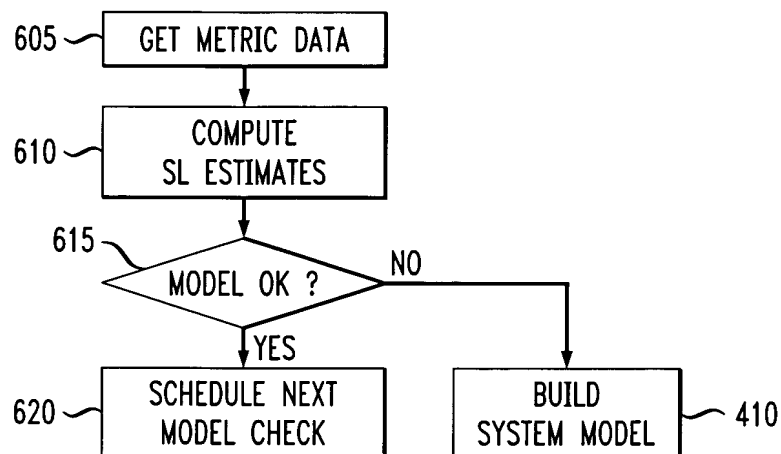 605
GET METRIC DATA
610
COMPUTE
SL ESTIMATES
615
MODEL OK ?
NO
YES
620
SCHEDULE NEXT
MODEL CHECK
BUILD
SYSTEM MODEL
410